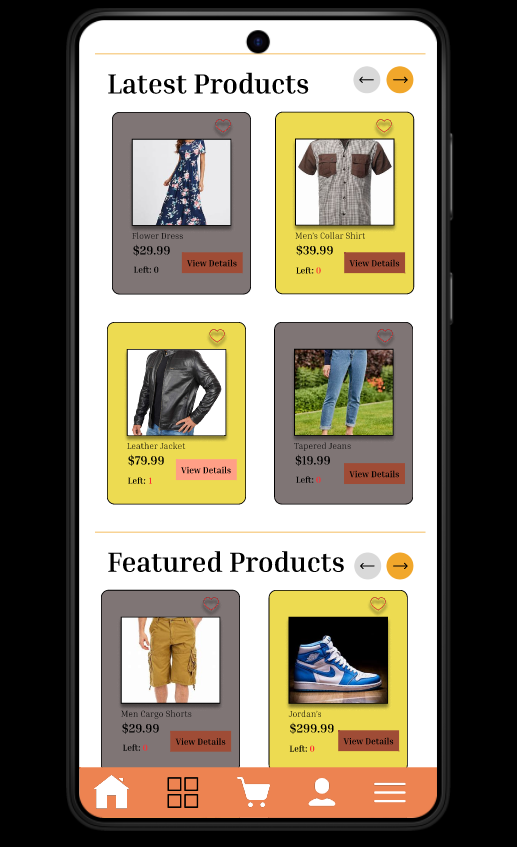 Latest Products
Flower Dress
$29.99
Left: 0
View Details
Men's Collar Shirt
$39.99
Left: 0
View Details
Leather Jacket
$79.99
Left: 1
View Details
Tapered Jeans
$19.99
Left: 0
View Details
Featured Products
Men Cargo Shorts
$29.99
Left: 0
View Details
Jordan's
$299.99
Left: 0
View Details